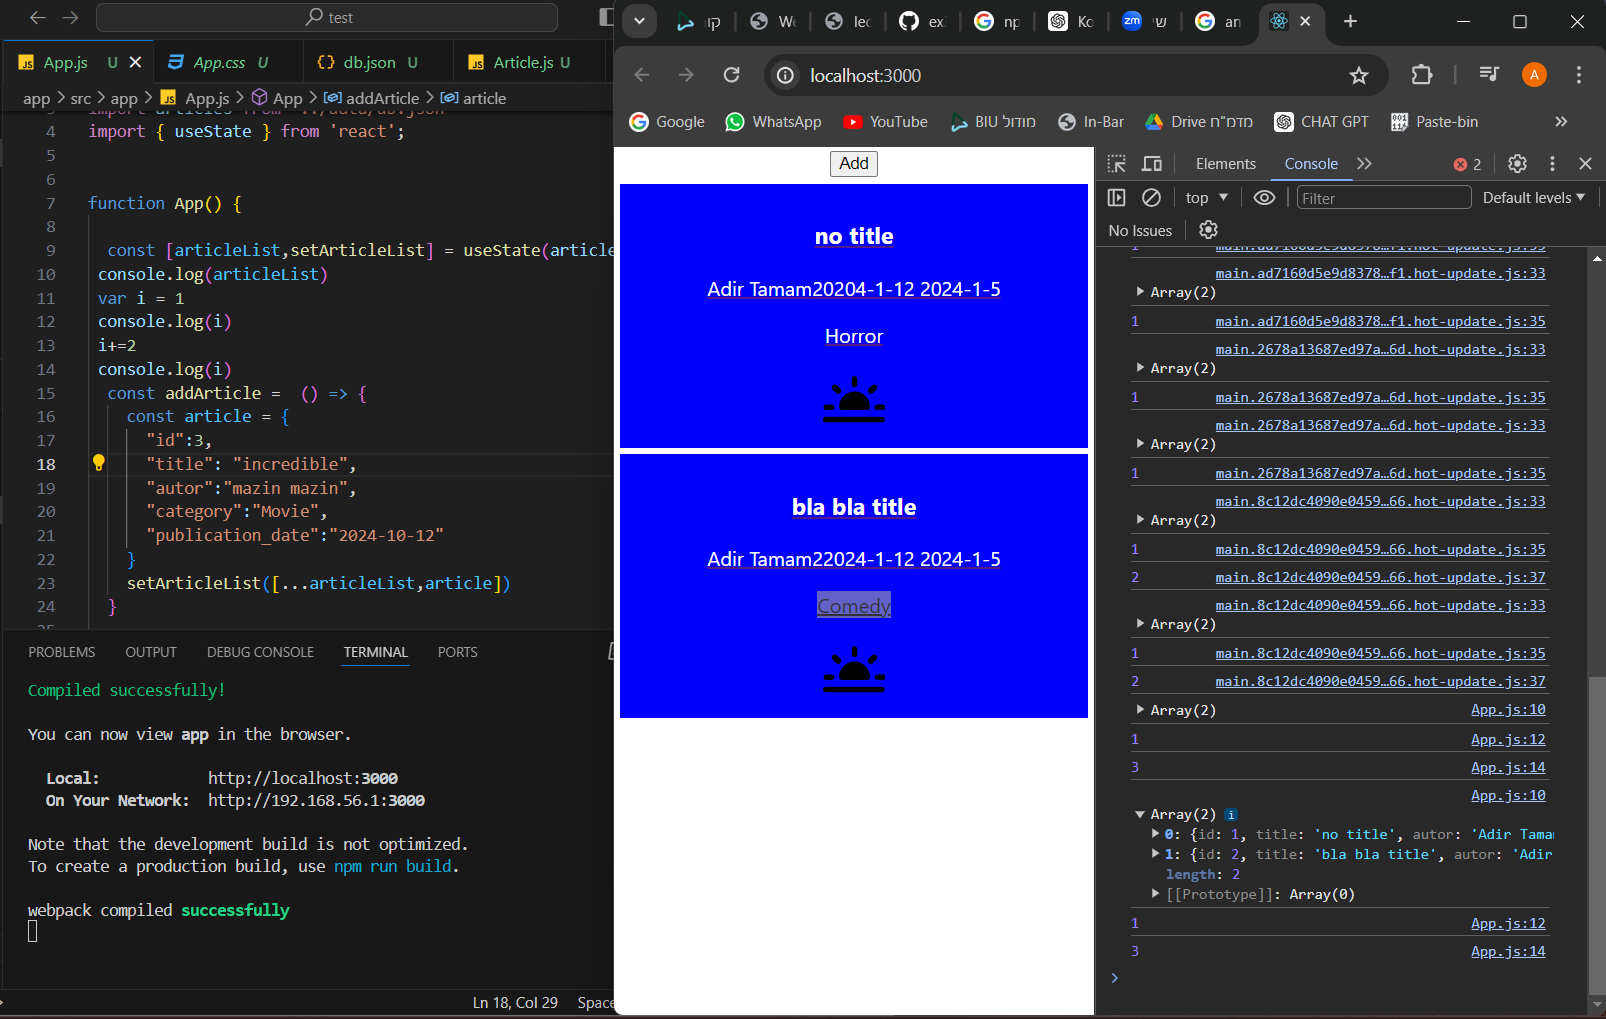 test
App.js U
App.css U
db.json U
Article.js U
app > src > app > App.js > App > addArticle > article
4 import { useState } from 'react';
5
6
7 function App() {
8
9 const [articleList,setArticleList] = useState(article
10 console.log(articleList)
11 var i = 1
12 console.log(i)
13 i+=2
14 console.log(i)
15 const addArticle = () => {
16 const article = {
17 "id":3,
18 "title": "incredible",
19 "autor":"mazin mazin",
20 "category":"Movie",
21 "publication_date":"2024-10-12"
22 }
23 setArticleList([...articleList,article])
24 }
PROBLEMS OUTPUT DEBUG CONSOLE TERMINAL PORTS
Compiled successfully!
You can now view app in the browser.
Local: http://localhost:3000
On Your Network: http://192.168.56.1:3000
Note that the development build is not optimized.
To create a production build, use npm run build.
webpack compiled successfully
Ln 18, Col 29 Space
קו We lec ex np Ko zm שי an
localhost:3000
A
Google WhatsApp YouTube BIU מודול In-Bar Drive מדמ"ח CHAT GPT Paste-bin
Add
no title
Adir Tamam20204-1-12 2024-1-5
Horror
bla bla title
Adir Tamam22024-1-12 2024-1-5
Comedy
Elements Console 2
top Filter Default levels
No Issues
main.ad7160d5e9d8378…f1.hot-update.js:33
Array(2)
1 main.ad7160d5e9d8378…f1.hot-update.js:35
main.2678a13687ed97a…6d.hot-update.js:33
Array(2)
1 main.2678a13687ed97a…6d.hot-update.js:35
main.2678a13687ed97a…6d.hot-update.js:33
Array(2)
1 main.2678a13687ed97a…6d.hot-update.js:35
main.8c12dc4090e0459…66.hot-update.js:33
Array(2)
1 main.8c12dc4090e0459…66.hot-update.js:35
2 main.8c12dc4090e0459…66.hot-update.js:37
main.8c12dc4090e0459…66.hot-update.js:33
Array(2)
1 main.8c12dc4090e0459…66.hot-update.js:35
2 main.8c12dc4090e0459…66.hot-update.js:37
Array(2) App.js:10
1 App.js:12
3 App.js:14
App.js:10
Array(2) i
0: {id: 1, title: 'no title', autor: 'Adir Tamam
1: {id: 2, title: 'bla bla title', autor: 'Adir
length: 2
[[Prototype]]: Array(0)
1 App.js:12
3 App.js:14